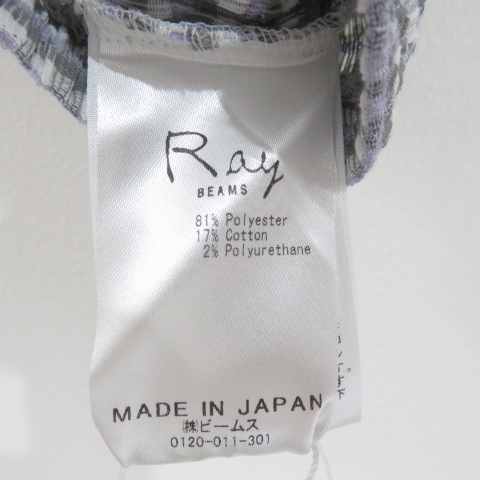 Ray
BEAMS
81% Polyester
17% Cotton
2% Polyurethane
MADE IN JAPAN
㈱ビームス
0120-011-301